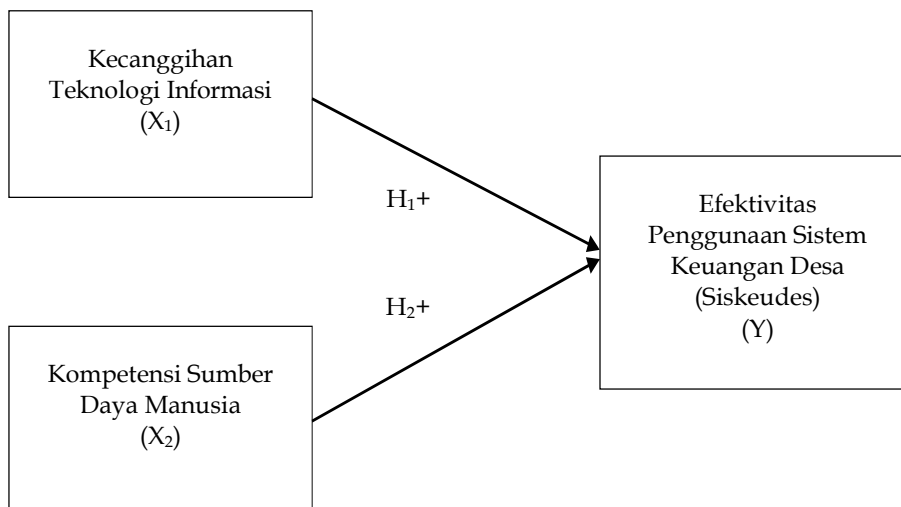 Kecanggihan
Teknologi Informasi
(X₁)
H₁+
Efektivitas
Penggunaan Sistem
Keuangan Desa
(Siskeudes)
(Y)
H₂+
Kompetensi Sumber
Daya Manusia
(X₂)